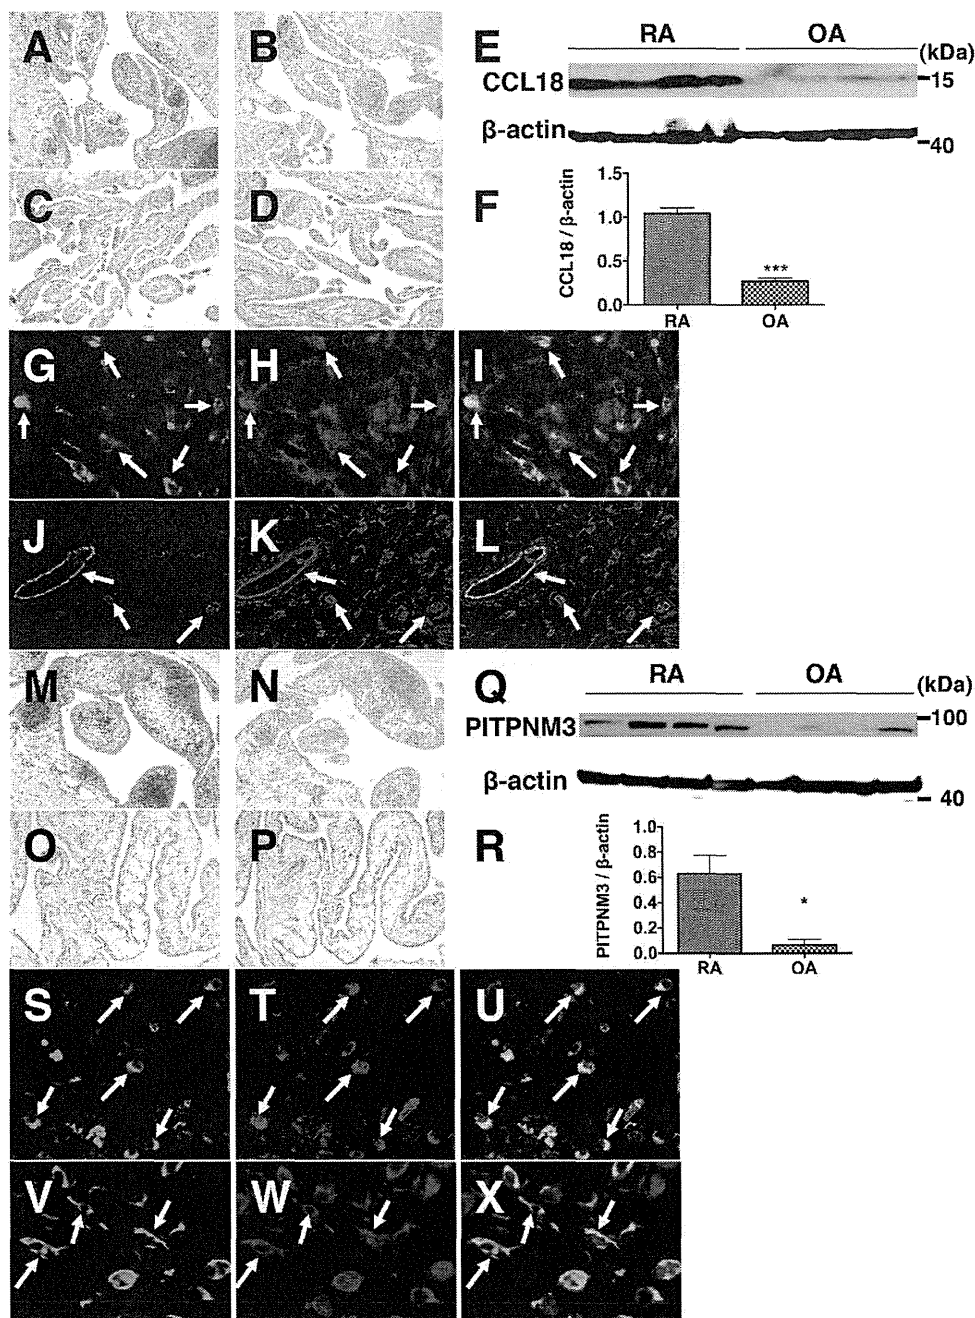 A
B
E
RA
OA
(kDa)
CCL18
15
β-actin
40
C
D
F
CCL18 / β-actin
1.5
1.0
0.5
0.0
RA
OA
***
G
H
I
J
K
L
M
N
Q
RA
OA
(kDa)
PITPNM3
100
β-actin
40
O
P
R
PITPNM3 / β-actin
1.0
0.8
0.6
0.4
0.2
0.0
RA
OA
*
S
T
U
V
W
X